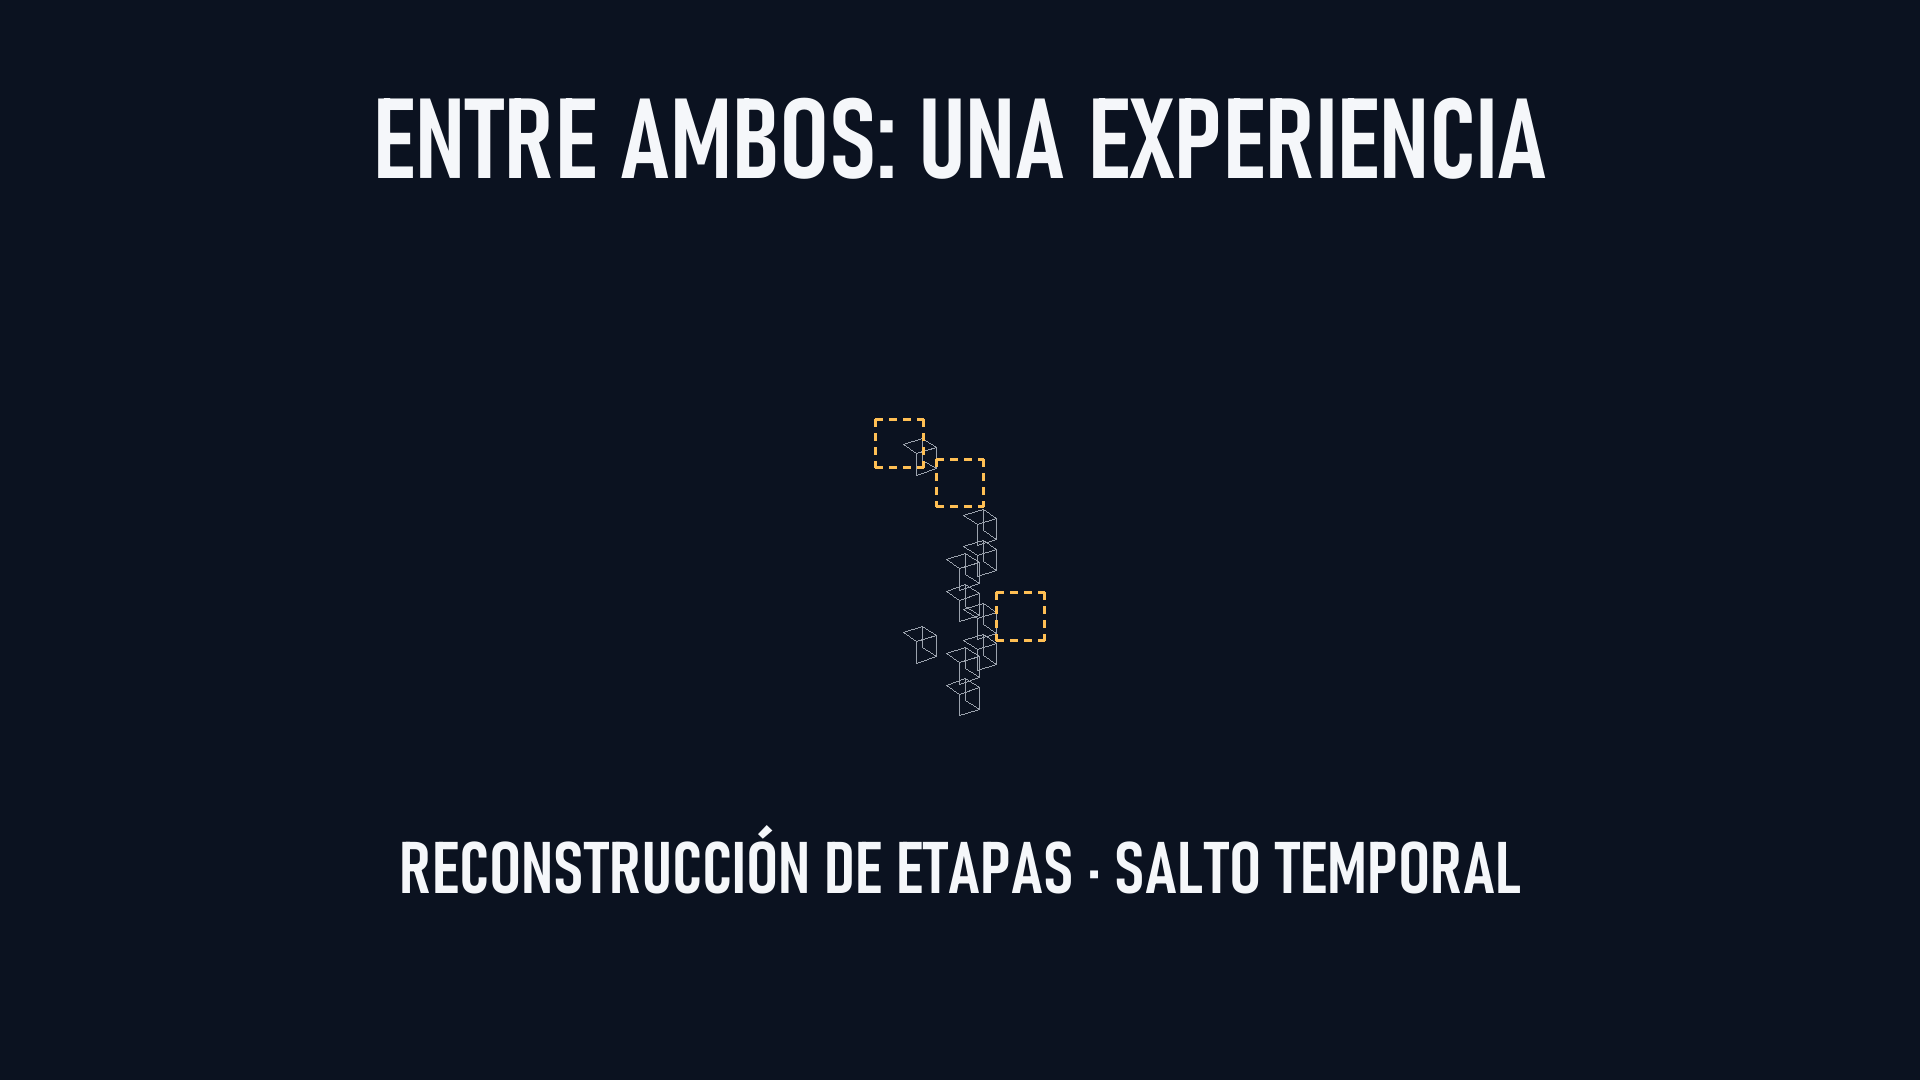 ENTRE AMBOS: UNA EXPERIENCIA
RECONSTRUCCIÓN DE ETAPAS · SALTO TEMPORAL